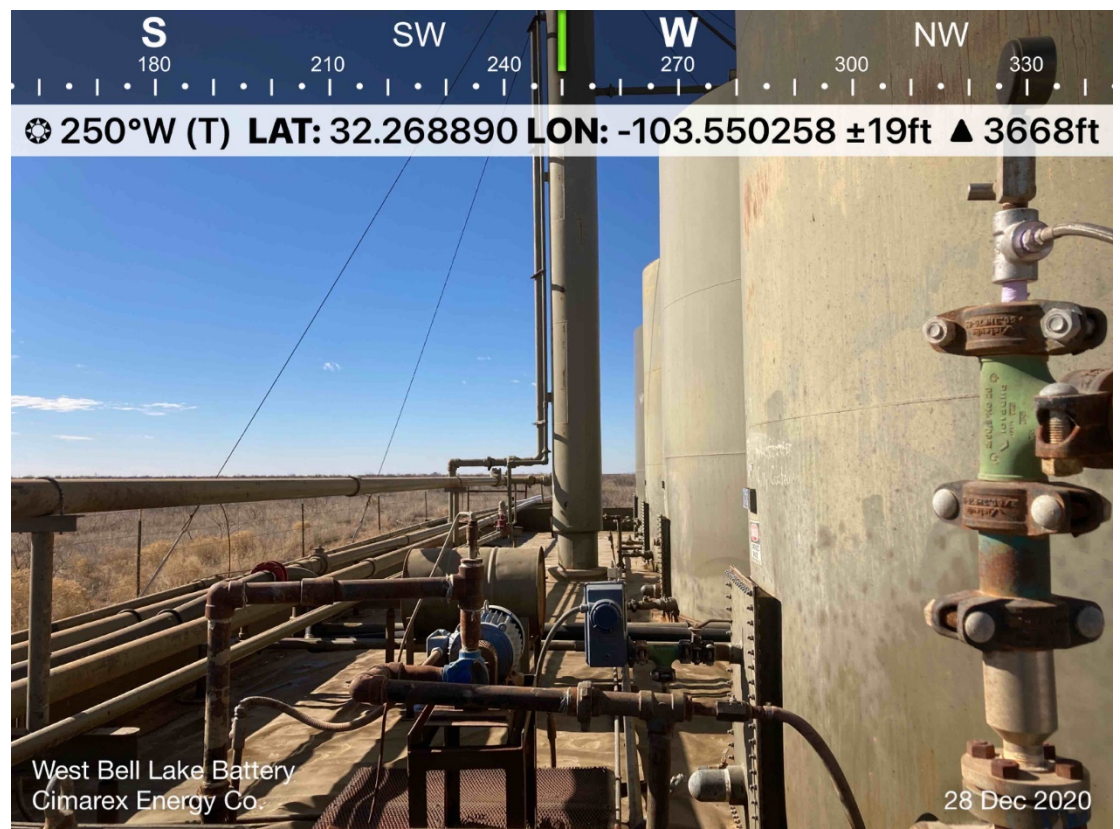 S SW W NW
180 210 240 270 300 330
250°W (T) LAT: 32.268890 LON: -103.550258 ±19ft ▲ 3668ft
West Bell Lake Battery
Cimarex Energy Co.
28 Dec 2020